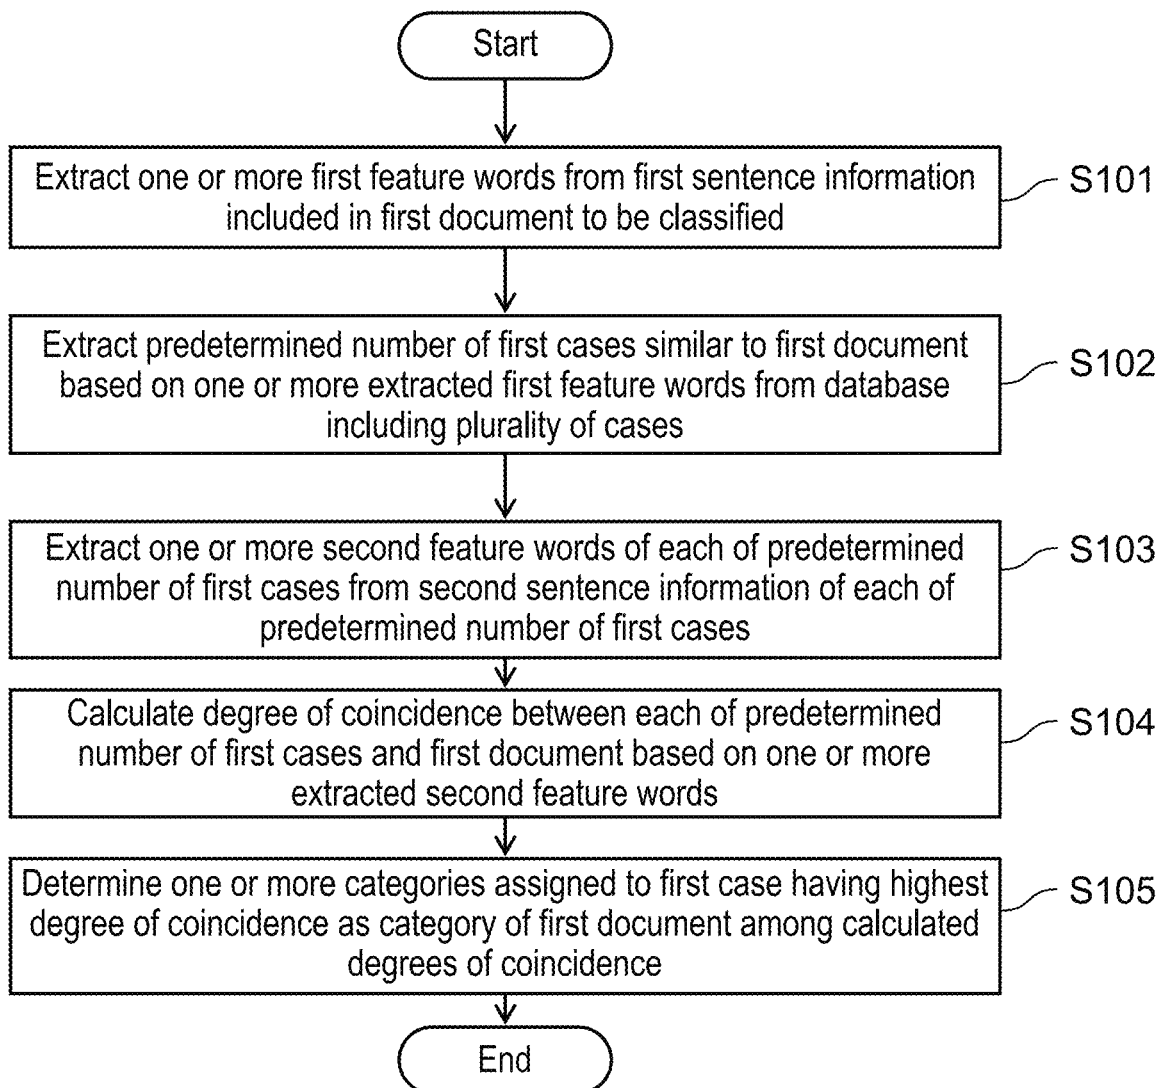 Start
Extract one or more first feature words from first sentence information
included in first document to be classified
S101
Extract predetermined number of first cases similar to first document
based on one or more extracted first feature words from database
including plurality of cases
S102
Extract one or more second feature words of each of predetermined
number of first cases from second sentence information of each of
predetermined number of first cases
S103
Calculate degree of coincidence between each of predetermined
number of first cases and first document based on one or more
extracted second feature words
S104
Determine one or more categories assigned to first case having highest
degree of coincidence as category of first document among calculated
degrees of coincidence
S105
End